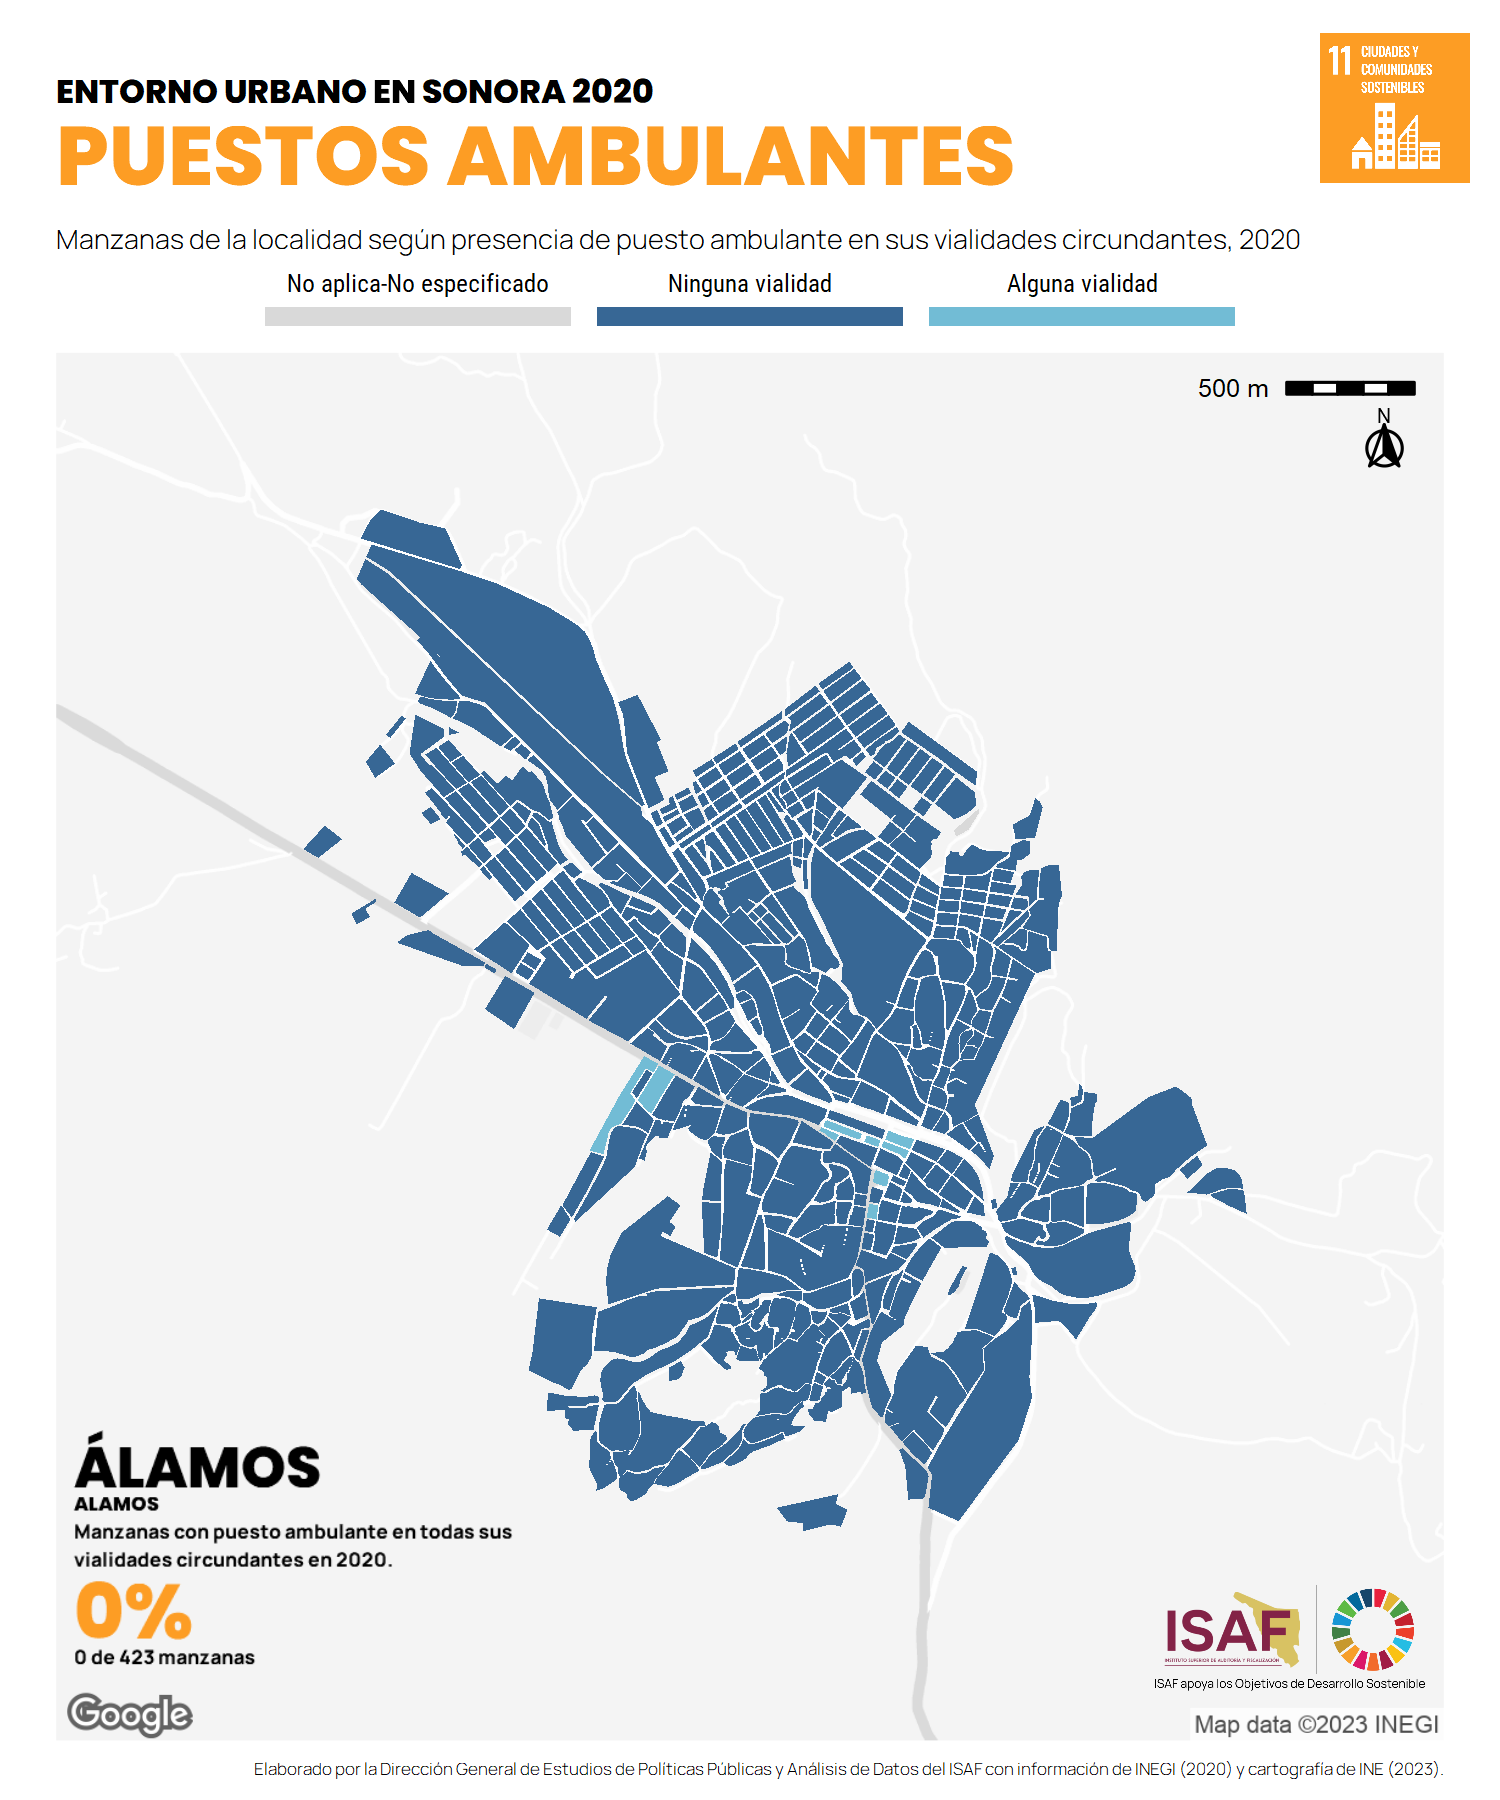 ENTORNO URBANO EN SONORA 2020
PUESTOS AMBULANTES
11 CIUDADES Y
COMUNIDADES
SOSTENIBLES
Manzanas de la localidad según presencia de puesto ambulante en sus vialidades circundantes, 2020
No aplica-No especificado
Ninguna vialidad
Alguna vialidad
500 m
N
ÁLAMOS
ALAMOS
Manzanas con puesto ambulante en todas sus
vialidades circundantes en 2020.
0%
0 de 423 manzanas
Google
ISAF
INSTITUTO SUPERIOR DE AUDITORÍA Y FISCALIZACIÓN
ISAF apoya los Objetivos de Desarrollo Sostenible
Map data ©2023 INEGI
Elaborado por la Dirección General de Estudios de Políticas Públicas y Análisis de Datos del ISAF con información de INEGI (2020) y cartografía de INE (2023).